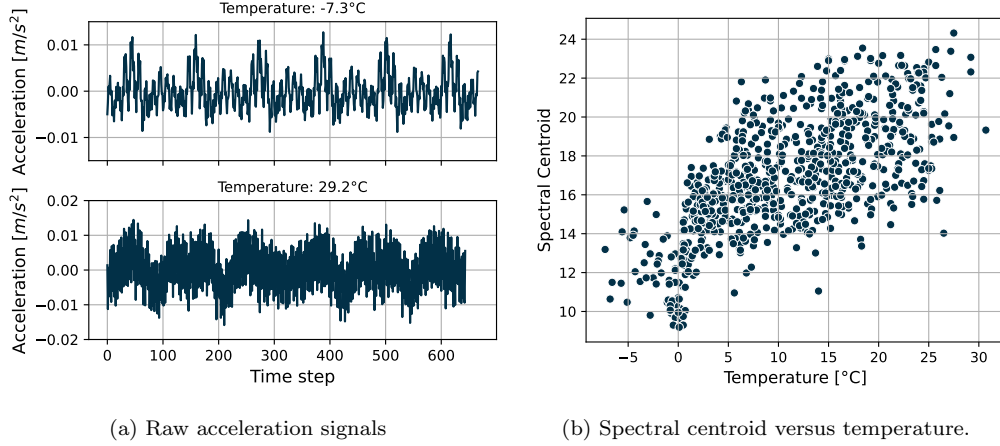 Temperature: -7.3°C
Acceleration [m/s²]
0.01
0.00
−0.01
Temperature: 29.2°C
Acceleration [m/s²]
0.02
0.01
0.00
−0.01
−0.02
0 100 200 300 400 500 600
Time step
(a) Raw acceleration signals
Spectral Centroid
24
22
20
18
16
14
12
10
−5 0 5 10 15 20 25 30
Temperature [°C]
(b) Spectral centroid versus temperature.